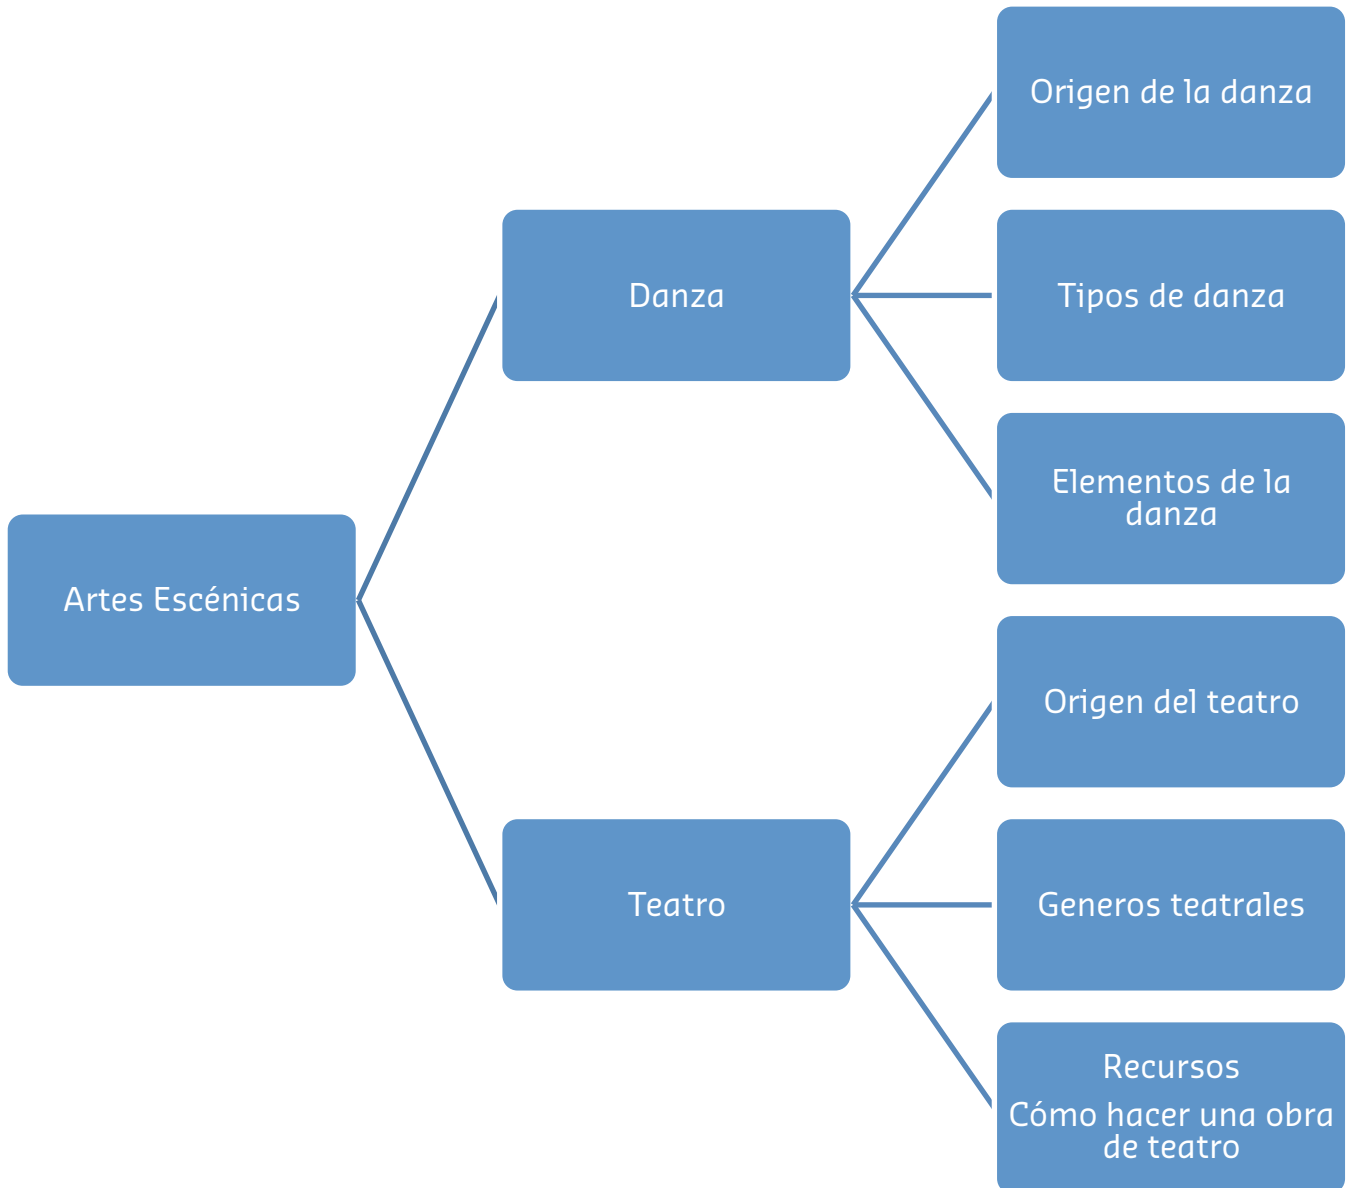 Origen de la danza
Danza
Tipos de danza
Elementos de la
danza
Artes Escénicas
Origen del teatro
Teatro
Generos teatrales
Recursos
Cómo hacer una obra
de teatro